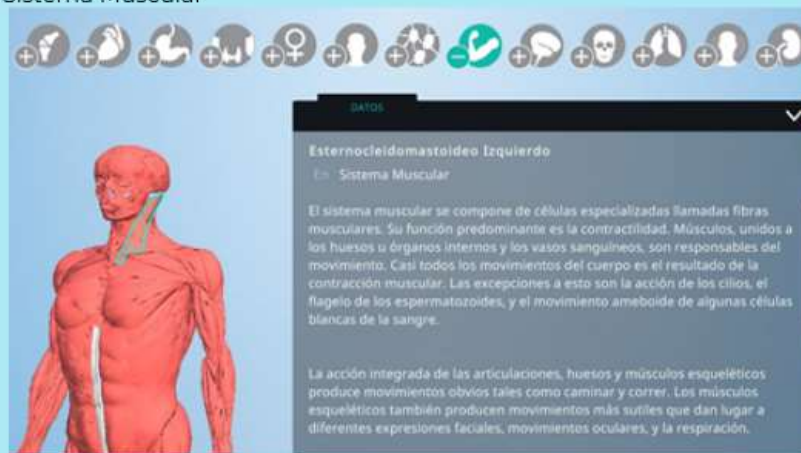 Sistema Muscular
DATOS
Esternocleidomastoideo Izquierdo
En Sistema Muscular
El sistema muscular se compone de células especializadas llamadas fibras
musculares. Su función predominante es la contractilidad. Músculos, unidos a
los huesos u órganos internos y los vasos sanguíneos, son responsables del
movimiento. Casi todos los movimientos del cuerpo es el resultado de la
contracción muscular. Las excepciones a esto son la acción de los cilios, el
flagelo de los espermatozoides, y el movimiento ameboide de algunas células
blancas de la sangre.
La acción integrada de las articulaciones, huesos y músculos esqueléticos
produce movimientos obvios tales como caminar y correr. Los músculos
esqueléticos también producen movimientos más sutiles que dan lugar a
diferentes expresiones faciales, movimientos oculares, y la respiración.